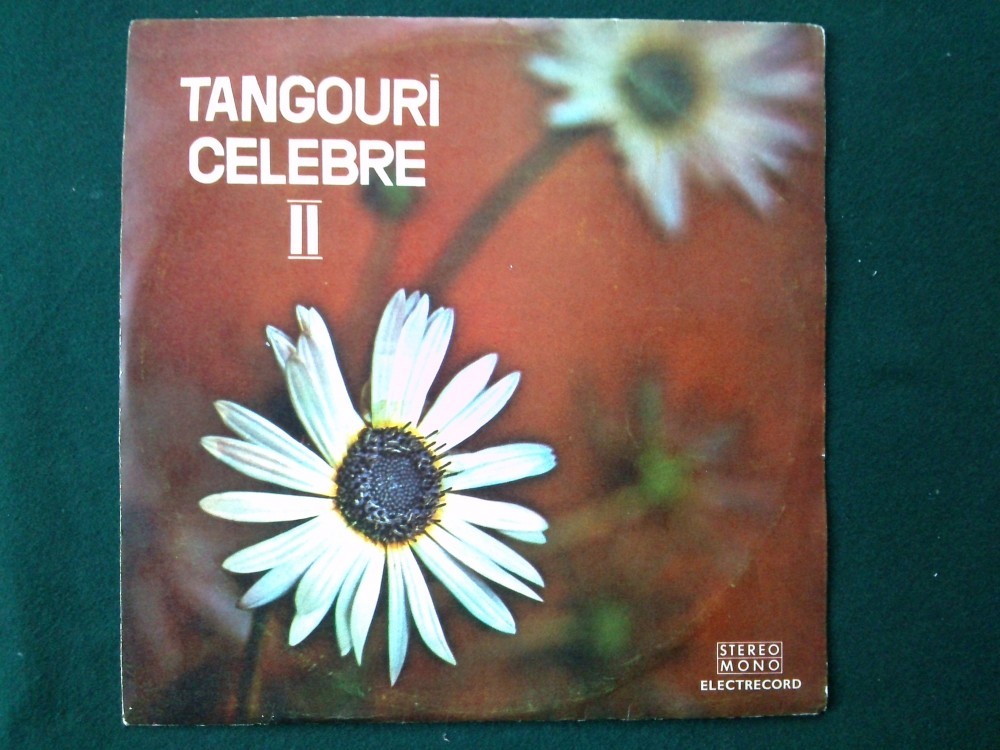 TANGOURI
CELEBRE
II
STEREO
MONO
ELECTRECORD